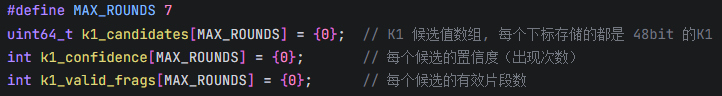 #define MAX_ROUNDS 7
uint64_t k1_candidates[MAX_ROUNDS] = {0};  // K1 候选值数组, 每个下标存储的都是 48bit 的K1
int k1_confidence[MAX_ROUNDS] = {0};       // 每个候选的置信度（出现次数）
int k1_valid_frags[MAX_ROUNDS] = {0};      // 每个候选的有效片段数